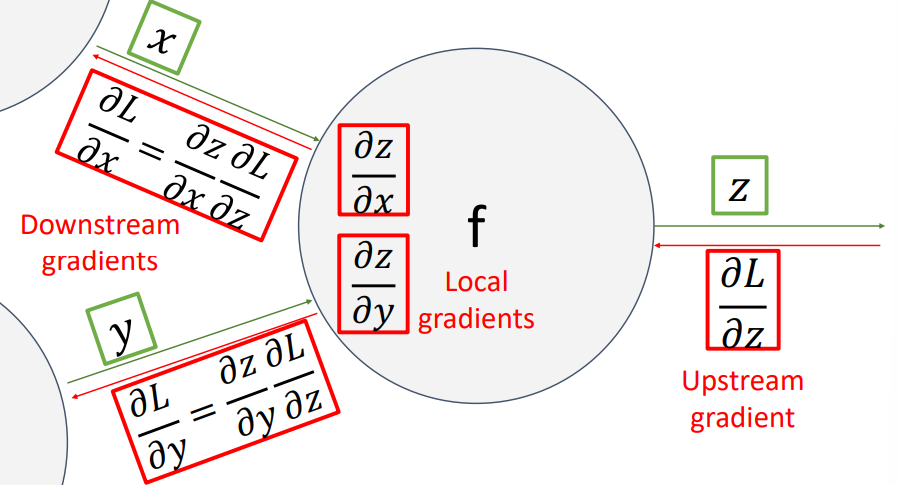 x
∂L/∂x = ∂z/∂x ∂L/∂z
Downstream
gradients
y
∂L/∂y = ∂z/∂y ∂L/∂z
∂z/∂x
∂z/∂y
f
Local
gradients
z
∂L/∂z
Upstream
gradient